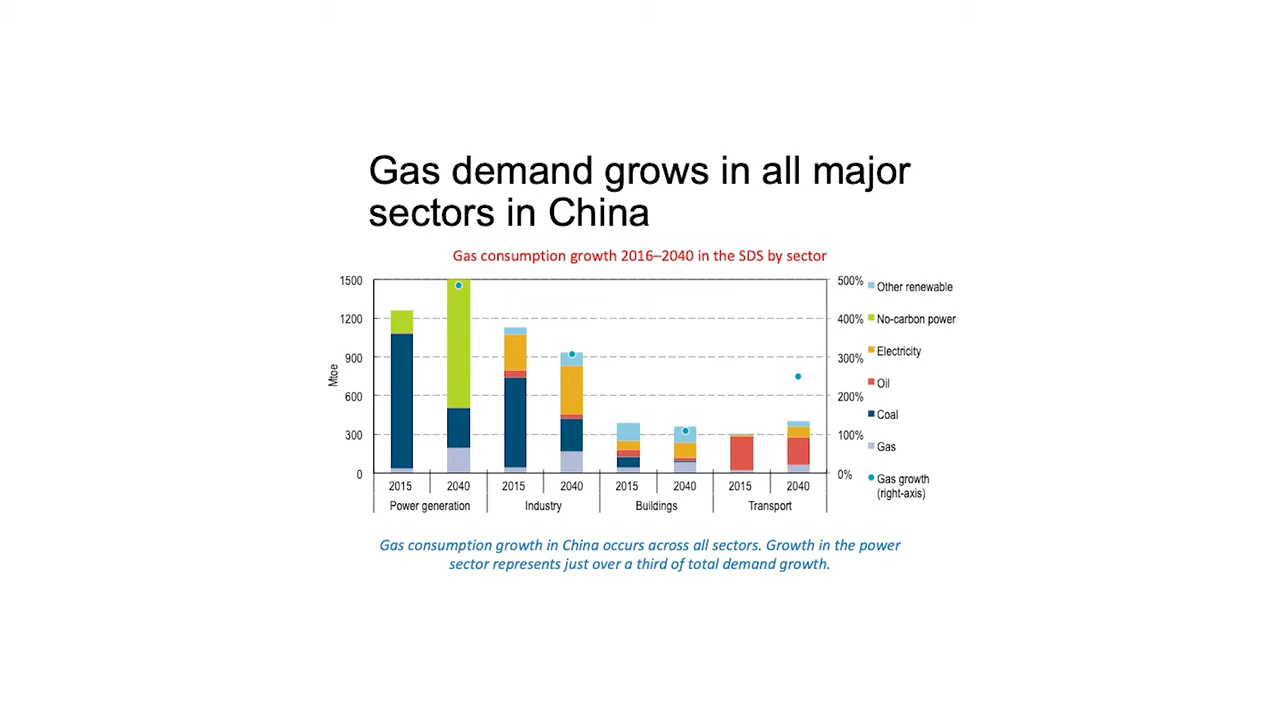 Gas demand grows in all major
sectors in China
Gas consumption growth 2016–2040 in the SDS by sector
Mtoe
1500
1200
900
600
300
0
500%
400%
300%
200%
100%
0%
2015
2040
2015
2040
2015
2040
2015
2040
Power generation
Industry
Buildings
Transport
Other renewable
No-carbon power
Electricity
Oil
Coal
Gas
Gas growth
(right-axis)
Gas consumption growth in China occurs across all sectors. Growth in the power
sector represents just over a third of total demand growth.